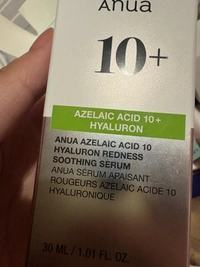 Anua
10+
AZELAIC ACID 10+
HYALURON
ANUA AZELAIC ACID 10
HYALURON REDNESS
SOOTHING SERUM
ANUA SÉRUM APAISANT
ROUGEURS AZELAIC ACIDE 10
HYALURONIQUE
30 ML / 1.01 FL. OZ.